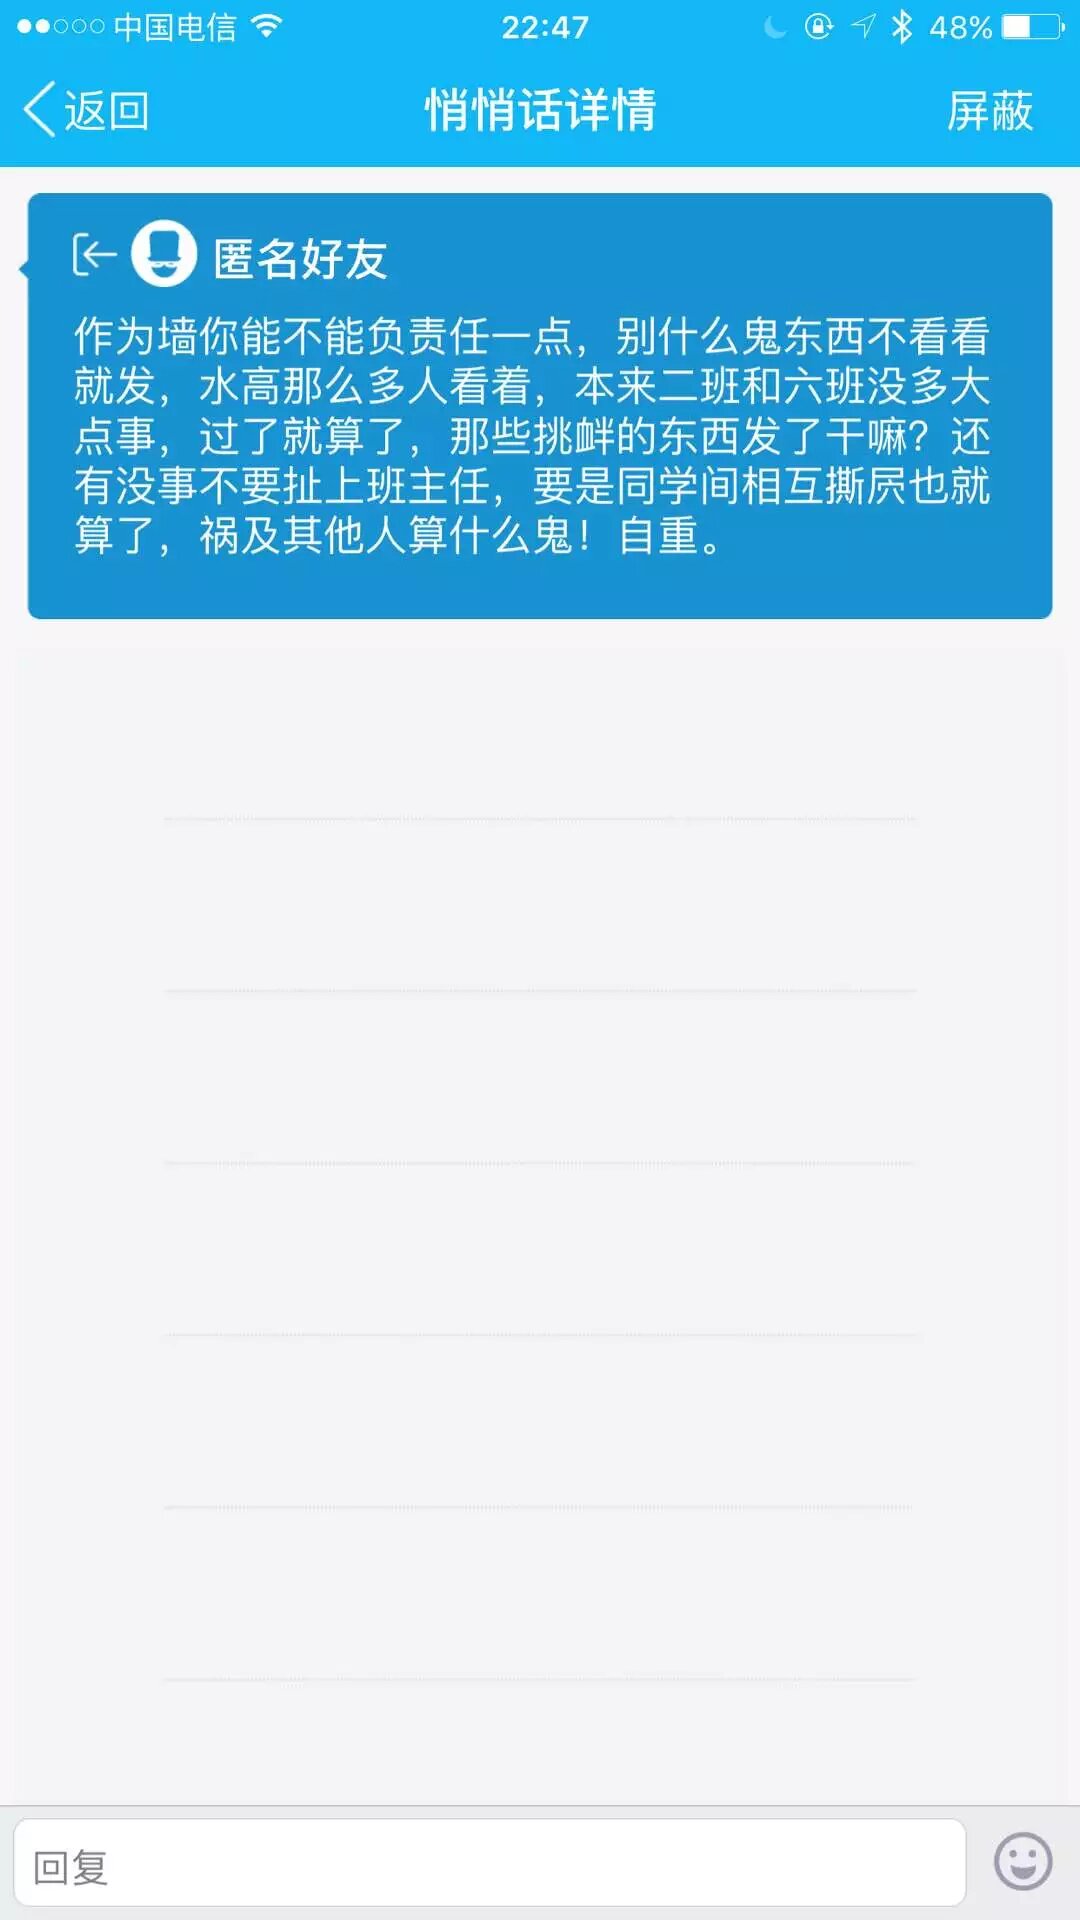 中国电信 22:47 48%
返回 悄悄话详情 屏蔽
匿名好友
作为墙你能不能负责任一点，别什么鬼东西不看看
就发，水高那么多人看着，本来二班和六班没多大
点事，过了就算了，那些挑衅的东西发了干嘛？还
有没事不要扯上班主任，要是同学间相互撕屄也就
算了，祸及其他人算什么鬼！自重。
回复